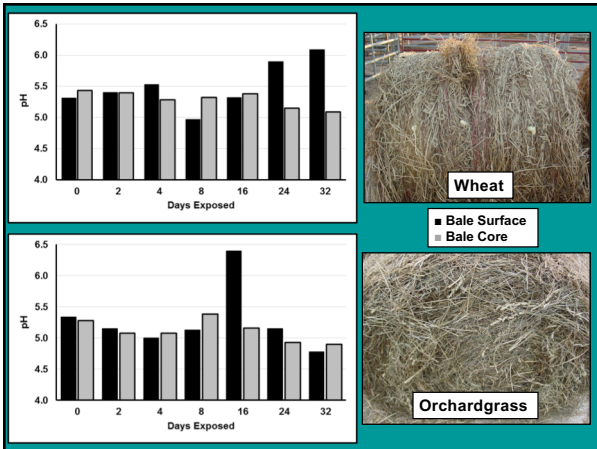 6.5
6.0
5.5
5.0
4.5
4.0
pH
0 2 4 8 16 24 32
Days Exposed
Wheat
■ Bale Surface
■ Bale Core
6.5
6.0
5.5
5.0
4.5
4.0
pH
0 2 4 8 16 24 32
Days Exposed
Orchardgrass